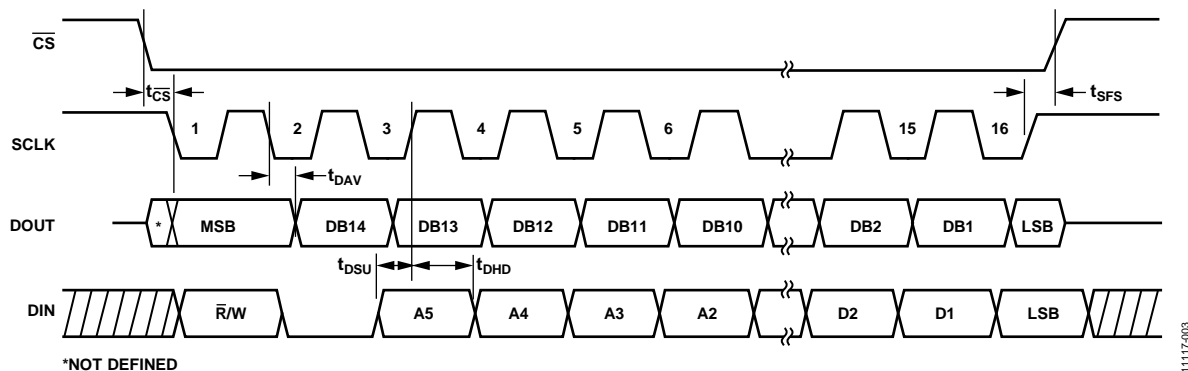 CS
tCS
tSFS
SCLK
1 2 3 4 5 6 15 16
tDAV
DOUT
* MSB DB14 DB13 DB12 DB11 DB10 DB2 DB1 LSB
tDSU tDHD
DIN
R̅/W A5 A4 A3 A2 D2 D1 LSB
*NOT DEFINED
11117-003